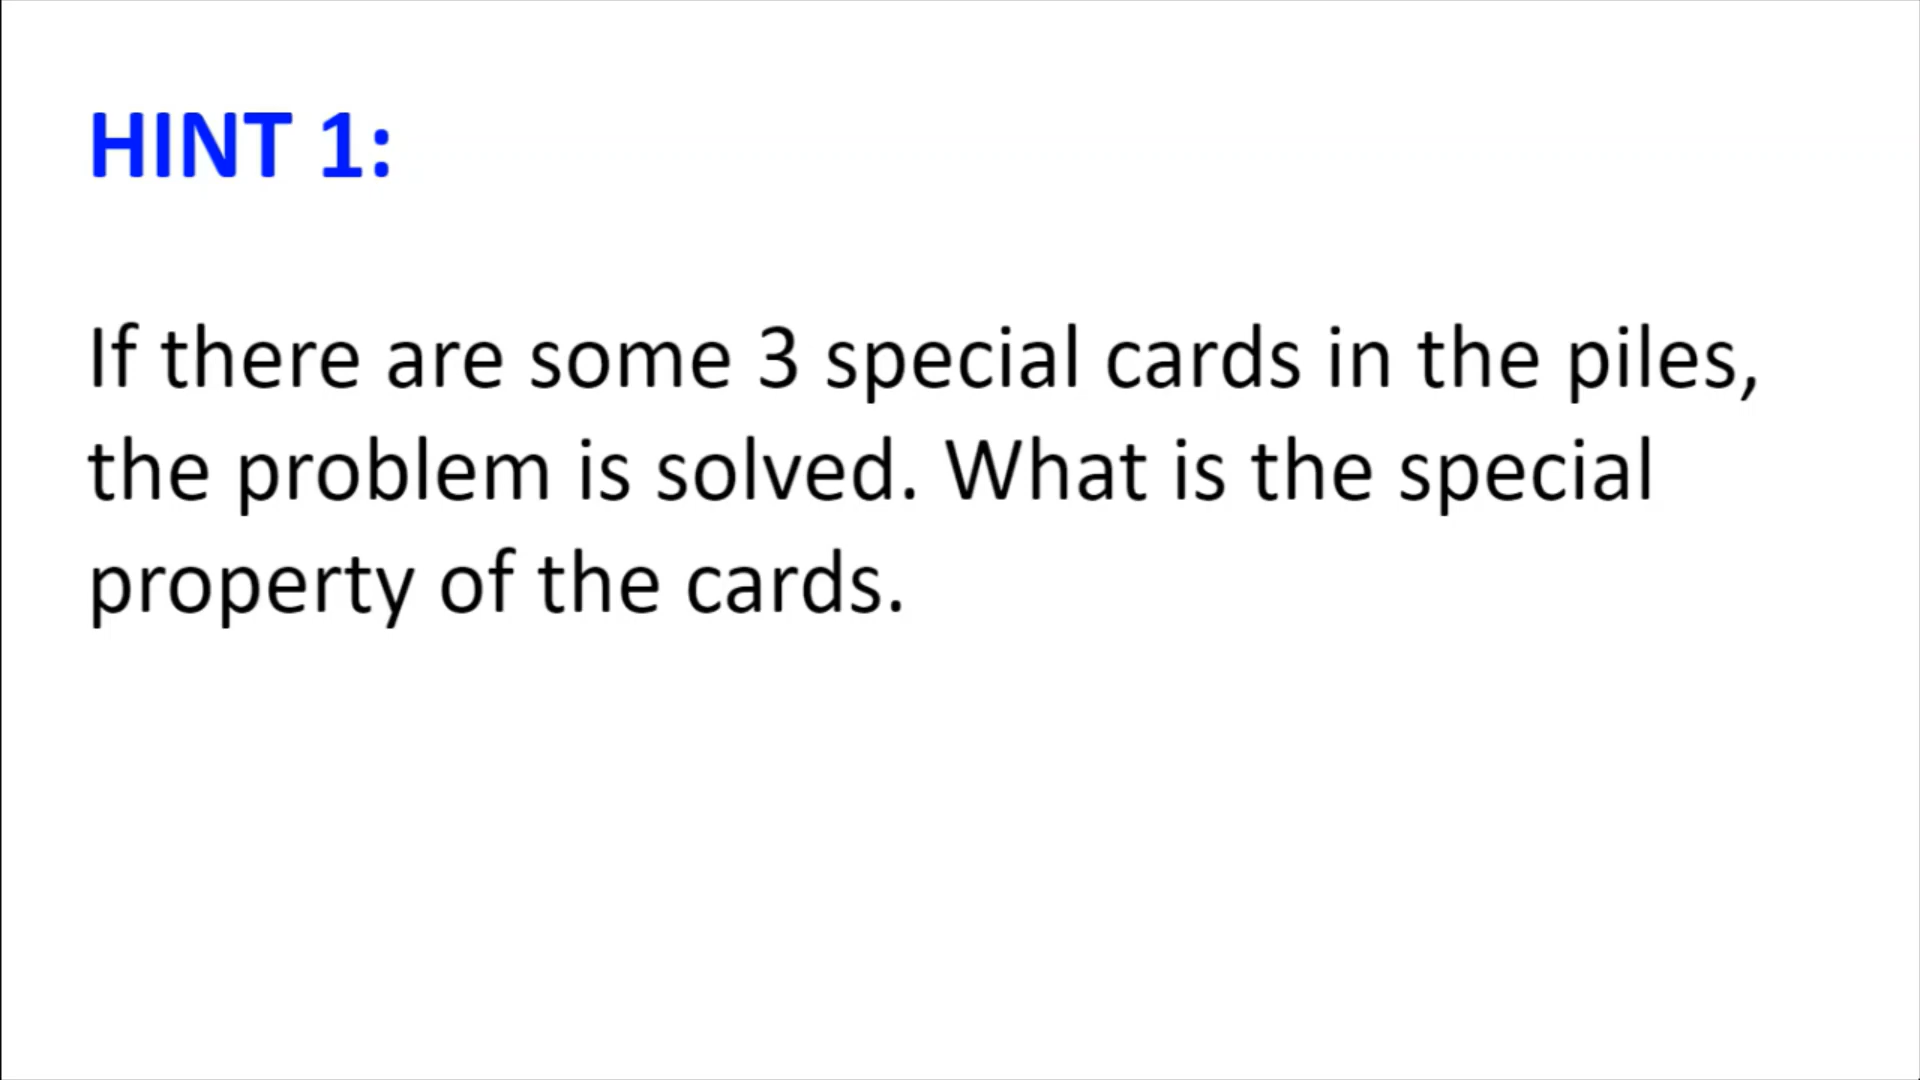 HINT 1:
If there are some 3 special cards in the piles,
the problem is solved. What is the special
property of the cards.